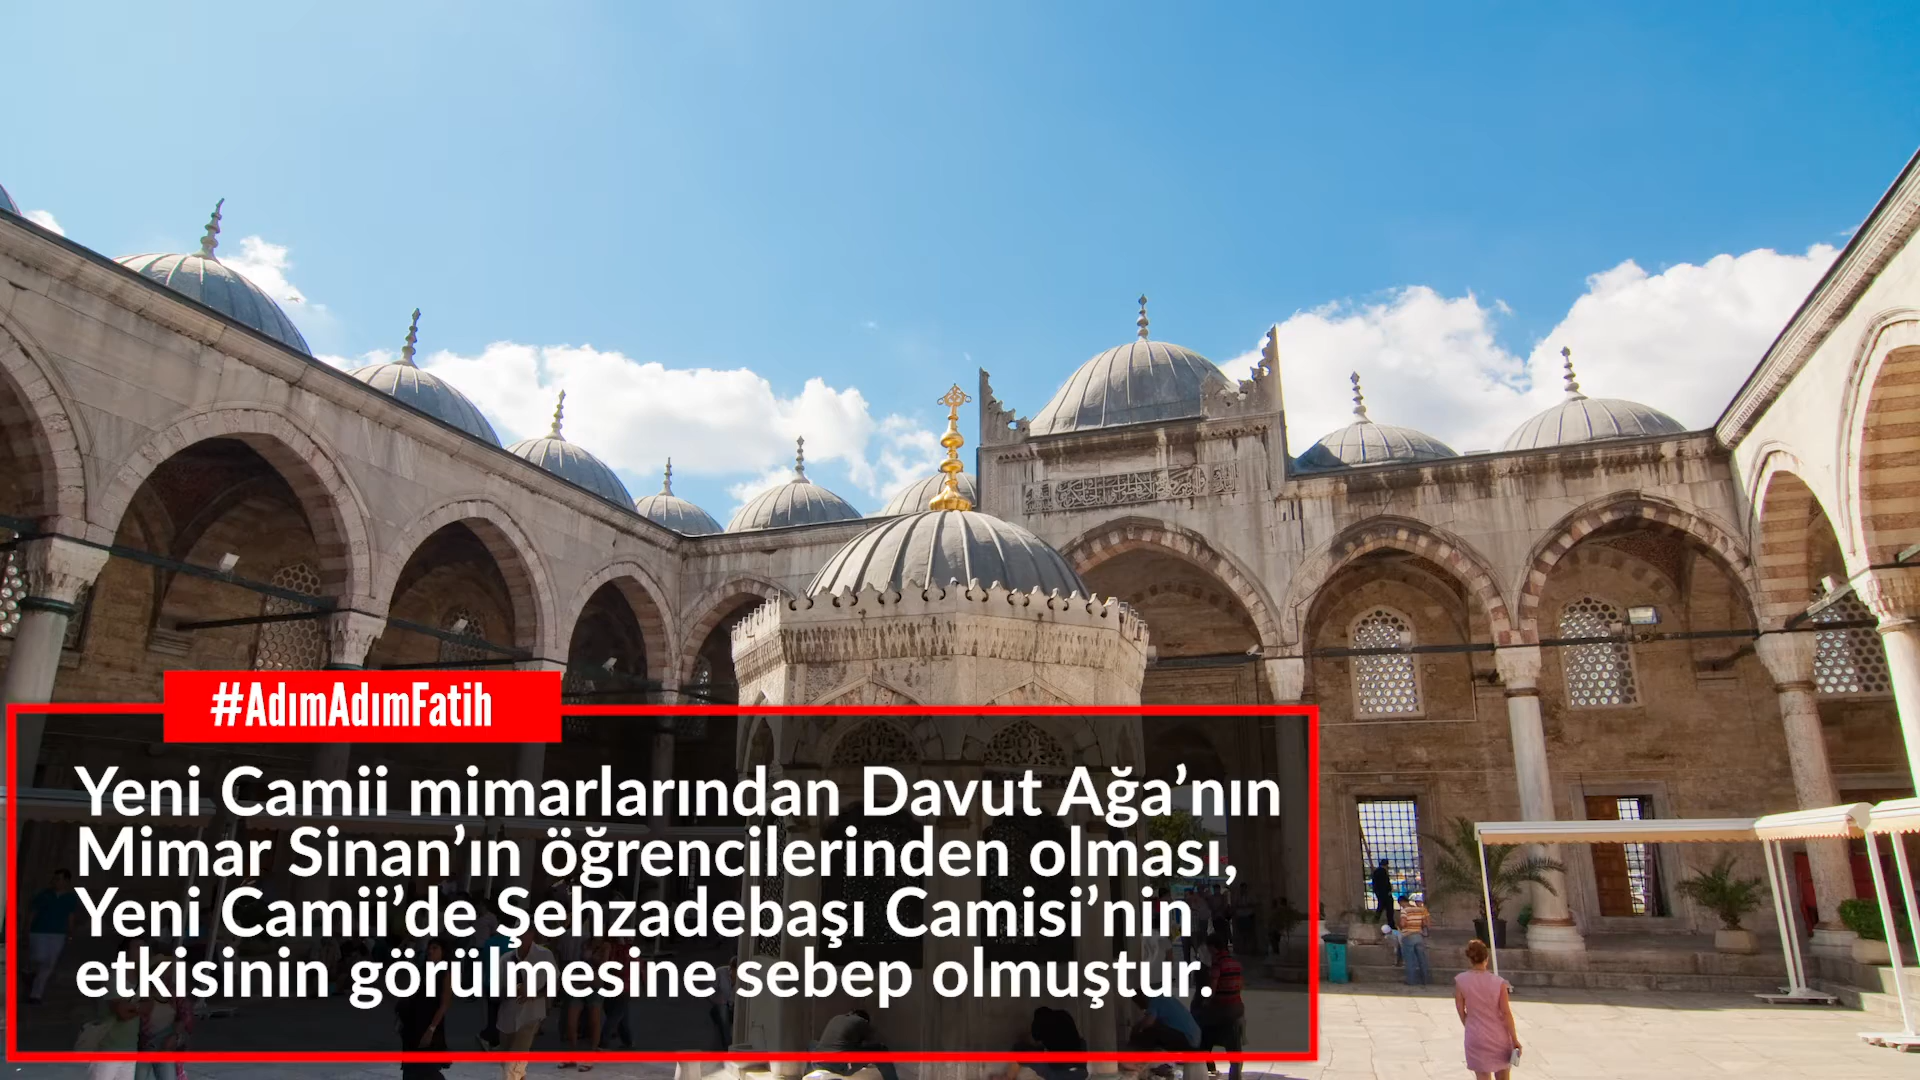 #AdımAdımFatih
Yeni Camii mimarlarından Davut Ağa’nın
Mimar Sinan’ın öğrencilerinden olması,
Yeni Camii’de Şehzadebaşı Camisi’nin
etkisinin görülmesine sebep olmuştur.